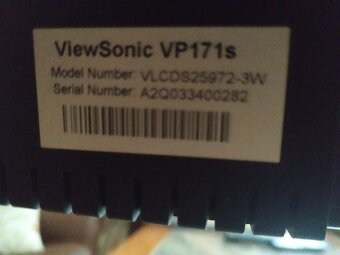 ViewSonic VP171s
Model Number: VLCDS25972-3W
Serial Number: A2Q033400282